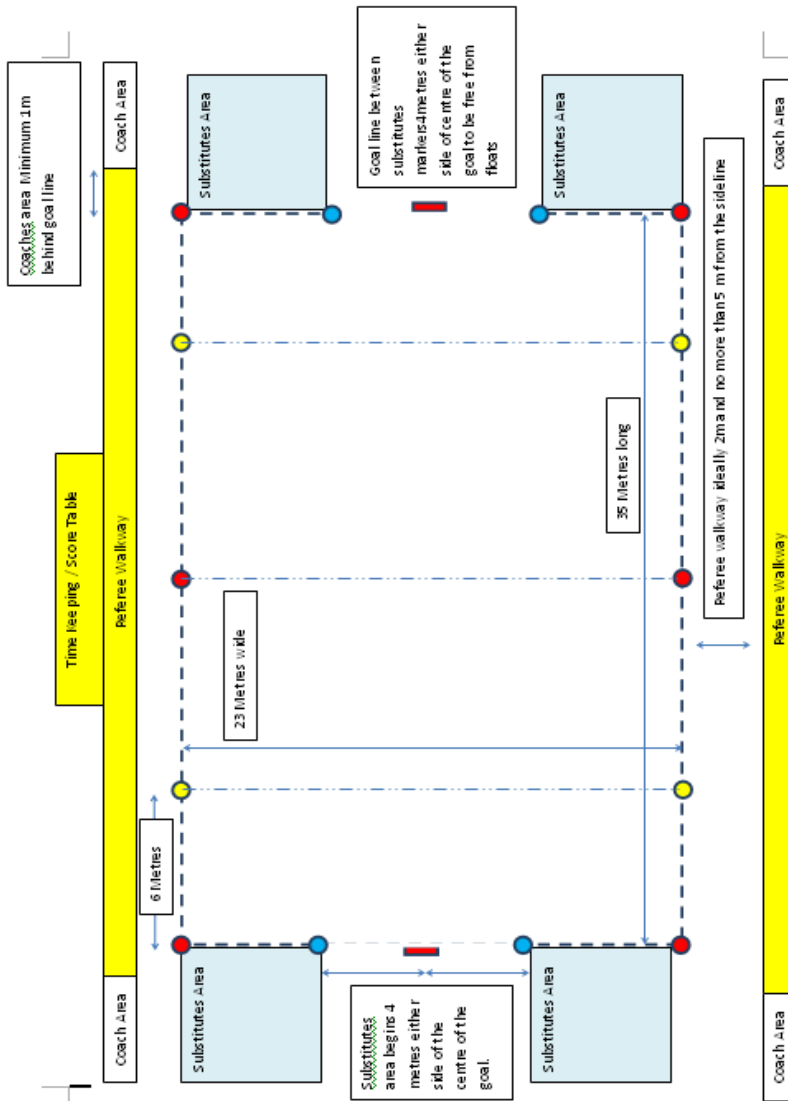 Coaches area Minimum 1m
behind goal line
Time Keeping / Score Table
Coach Area
Referee Walkway
Coach Area
6 Metres
Substitutes Area
Substitutes Area
23 Metres wide
Substitutes
area begins 4
metres either
side of the
centre of the
goal.
Goal line between
substitutes
markers4metres either
side of centre of the
goal to be free from
floats
Substitutes Area
Substitutes Area
35 Metres long
Referee walkway ideally 2m and no more than 5 m from the sideline
Coach Area
Referee Walkway
Coach Area